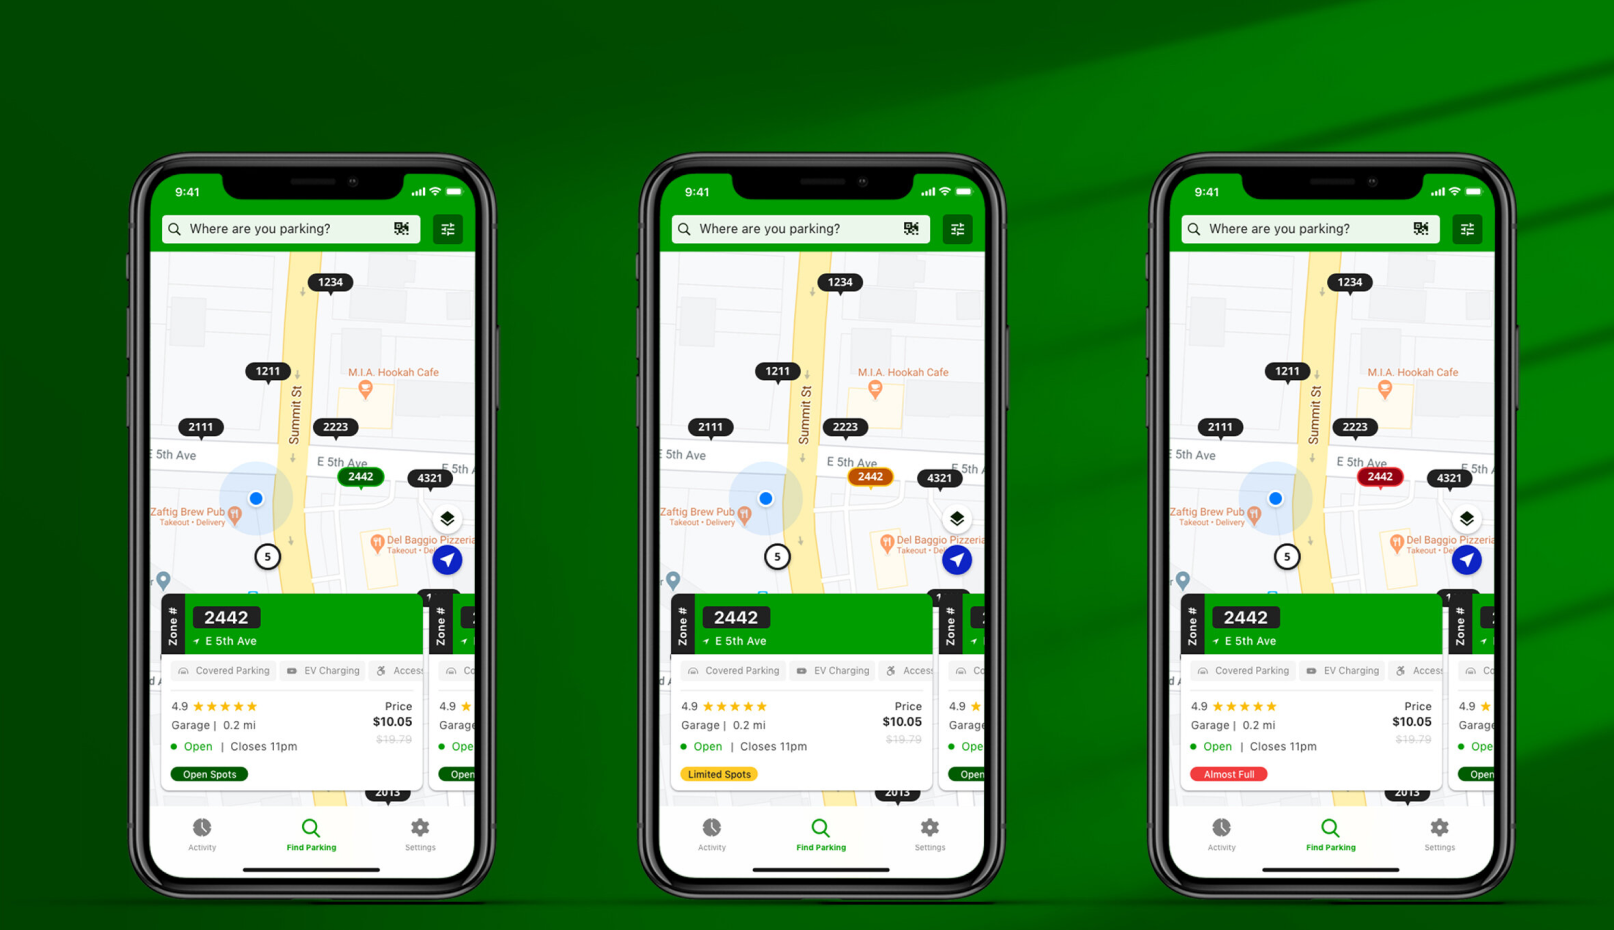 9:41
Where are you parking?
1234
1211
M.I.A. Hookah Cafe
Summit St
2111
2223
E 5th Ave
E 5th Ave
E 5th A
2442
4321
Zaftig Brew Pub
Takeout • Delivery
5
Del Baggio Pizzeria
Takeout • Del
Zone #
2442
E 5th Ave
Zone #
Covered Parking
EV Charging
Access
Co
4.9
Price
4.9
Garage | 0.2 mi
$10.05
Garage
$19.79
Open | Closes 11pm
Ope
Open Spots
Open
2013
Activity
Find Parking
Settings
9:41
Where are you parking?
1234
1211
M.I.A. Hookah Cafe
Summit St
2111
2223
E 5th Ave
E 5th Ave
E 5th A
2442
4321
Zaftig Brew Pub
Takeout • Delivery
5
Del Baggio Pizzeria
Takeout • Del
Zone #
2442
E 5th Ave
Zone #
Covered Parking
EV Charging
Access
Co
4.9
Price
4.9
Garage | 0.2 mi
$10.05
Garage
$19.79
Open | Closes 11pm
Ope
Limited Spots
Open
2013
Activity
Find Parking
Settings
9:41
Where are you parking?
1234
1211
M.I.A. Hookah Cafe
Summit St
2111
2223
E 5th Ave
E 5th Ave
E 5th A
2442
4321
Zaftig Brew Pub
Takeout • Delivery
5
Del Baggio Pizzeria
Takeout • Del
Zone #
2442
E 5th Ave
Zone #
Covered Parking
EV Charging
Access
Co
4.9
Price
4.9
Garage | 0.2 mi
$10.05
Garage
$19.79
Open | Closes 11pm
Ope
Almost Full
Open
2013
Activity
Find Parking
Settings